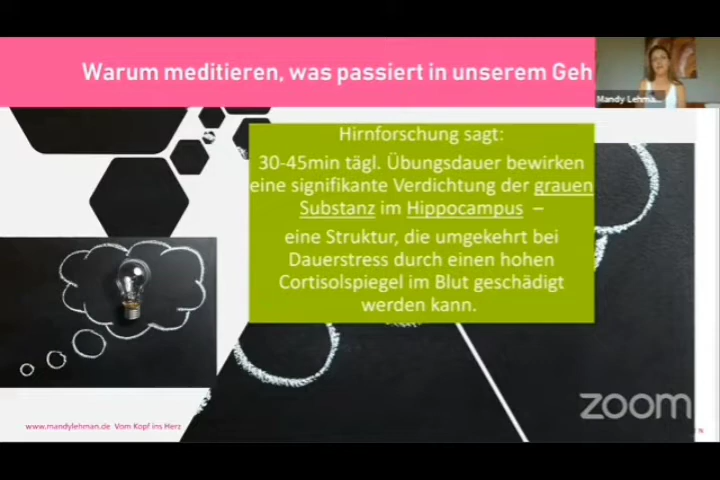 Warum meditieren, was passiert in unserem Geh
Mandy Lehma...
Hirnforschung sagt:
30-45min tägl. Übungsdauer bewirken
eine signifikante Verdichtung der grauen
Substanz im Hippocampus –
eine Struktur, die umgekehrt bei
Dauerstress durch einen hohen
Cortisolspiegel im Blut geschädigt
werden kann.
zoom
www.mandylehman.de Vom Kopf ins Herz